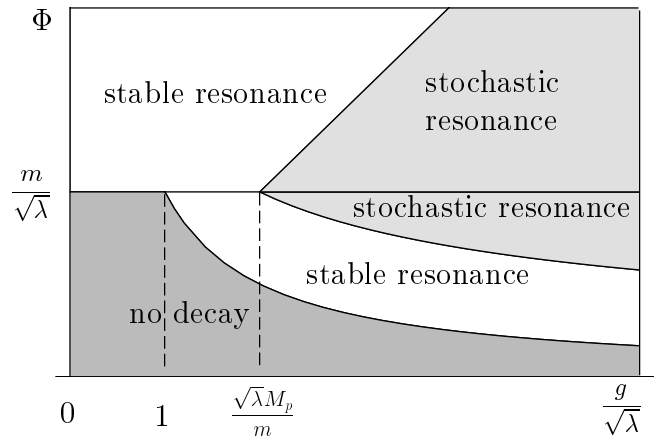 Φ
stable resonance
stochastic
resonance
m/√λ
stochastic resonance
stable resonance
no decay
0
1
√λM_p/m
g/√λ